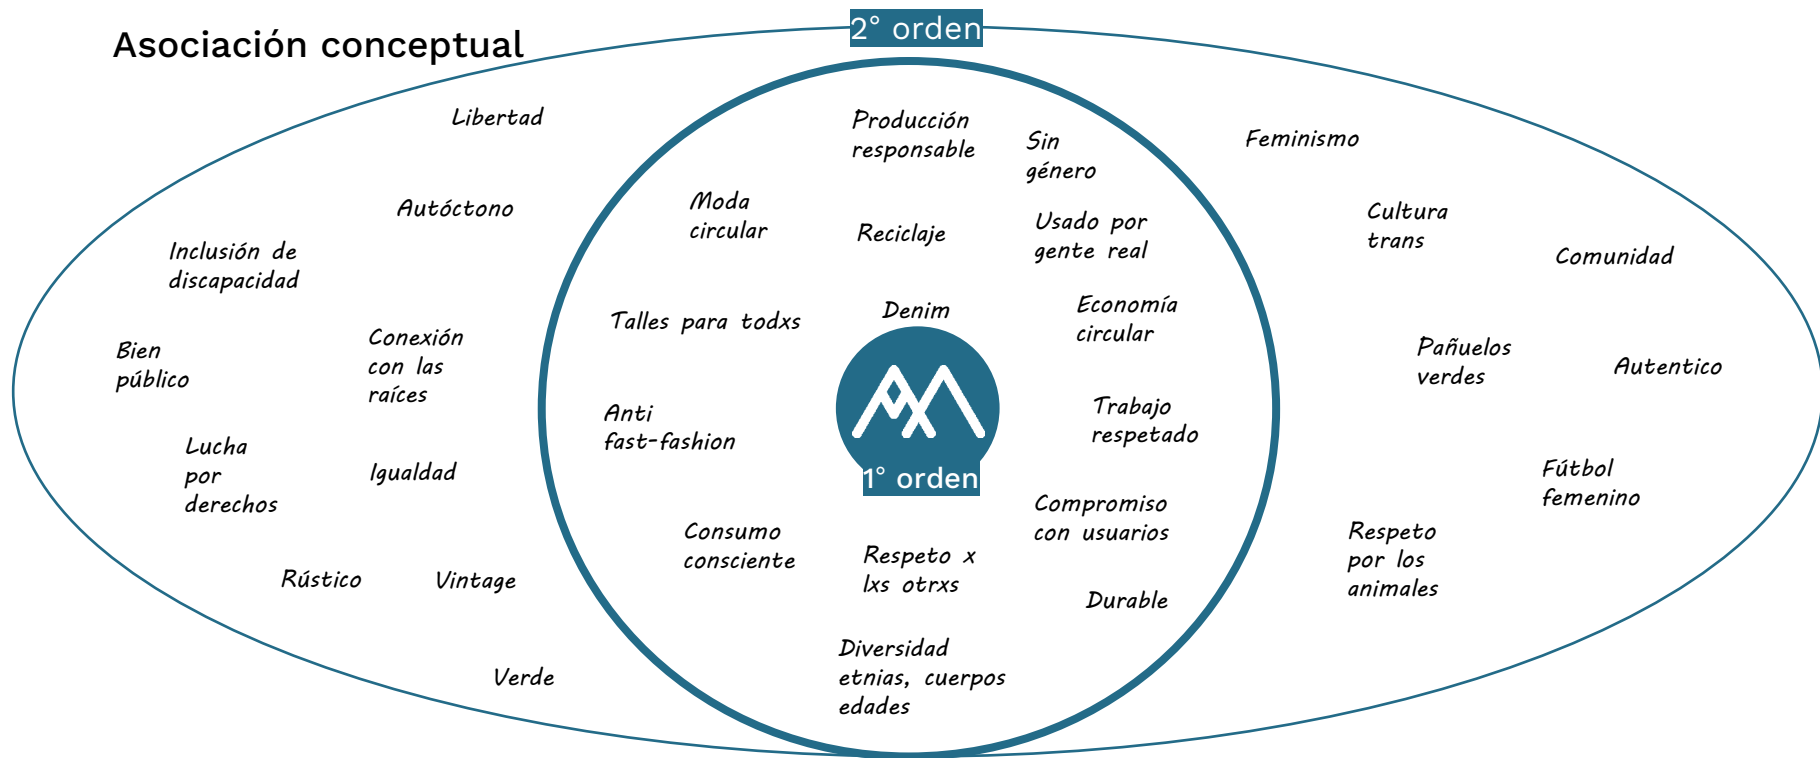 Asociación conceptual
2° orden
Libertad
Autóctono
Inclusión de
discapacidad
Bien
público
Conexión
con las
raíces
Lucha
por
derechos
Igualdad
Rústico
Vintage
Verde
Producción
responsable
Sin
género
Moda
circular
Reciclaje
Usado por
gente real
Talles para todxs
Denim
Economía
circular
Anti
fast-fashion
Trabajo
respetado
1° orden
Compromiso
con usuarios
Consumo
consciente
Respeto x
lxs otrxs
Durable
Diversidad
etnias, cuerpos
edades
Feminismo
Cultura
trans
Comunidad
Pañuelos
verdes
Autentico
Fútbol
femenino
Respeto
por los
animales